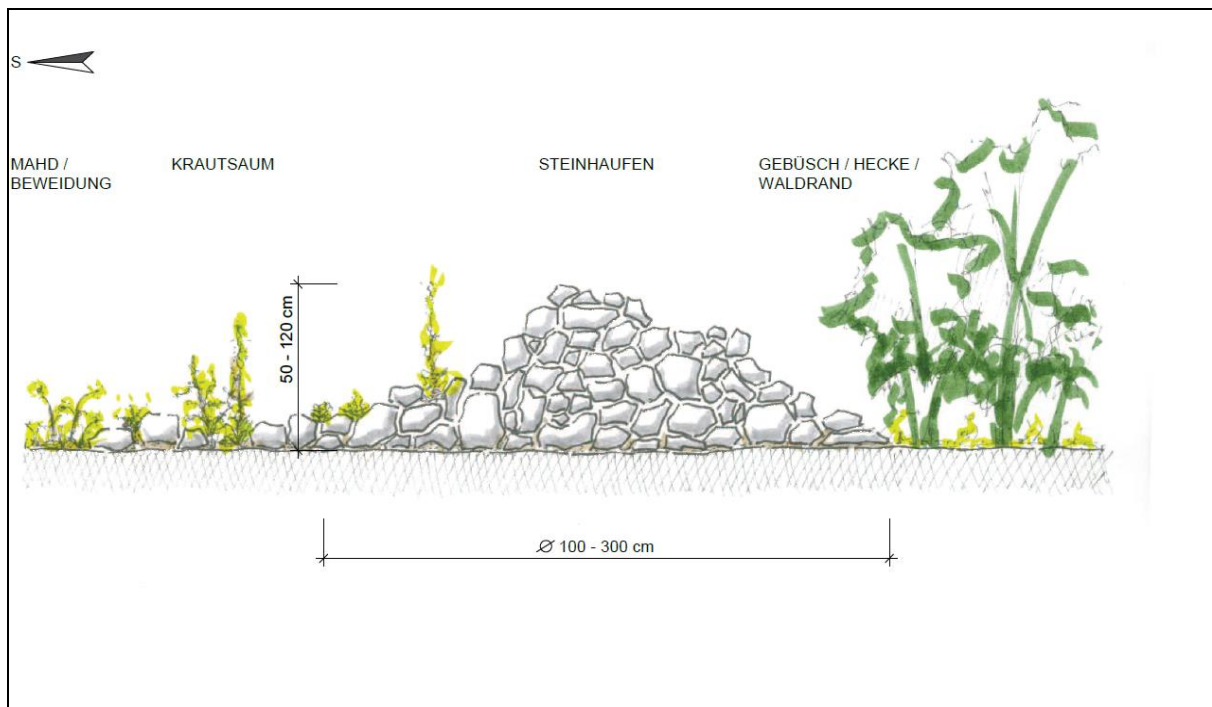 S
MAHD /
BEWEIDUNG
KRAUTSAUM
STEINHAUFEN
GEBÜSCH / HECKE /
WALDRAND
50 - 120 cm
Ø 100 - 300 cm